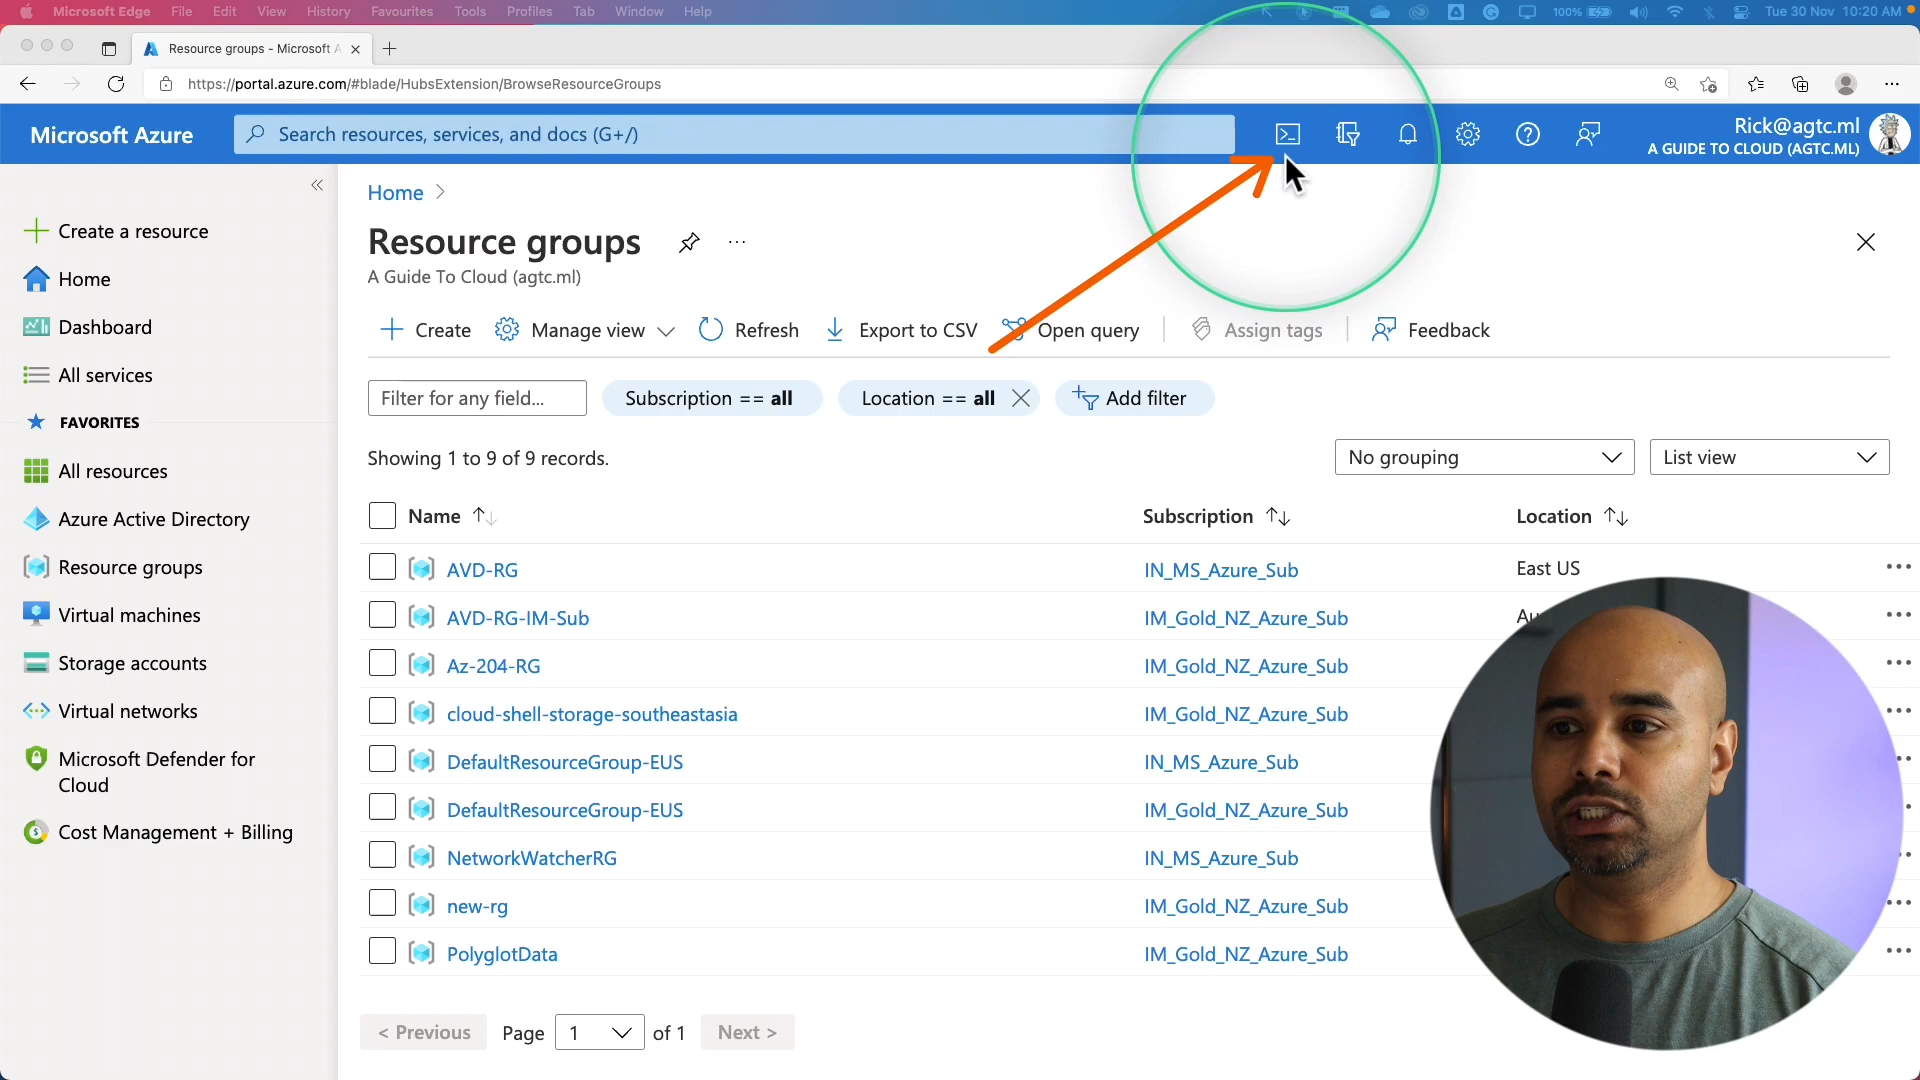 Microsoft Edge File Edit View History Favourites Tools Profiles Tab Window Help 100% Tue 30 Nov 10:20 AM
Resource groups - Microsoft A
https://portal.azure.com/#blade/HubsExtension/BrowseResourceGroups
Microsoft Azure
Search resources, services, and docs (G+/)
Rick@agtc.ml
A GUIDE TO CLOUD (AGTC.ML)
Create a resource
Home
Dashboard
All services
FAVORITES
All resources
Azure Active Directory
Resource groups
Virtual machines
Storage accounts
Virtual networks
Microsoft Defender for
Cloud
Cost Management + Billing
Home >
Resource groups ...
A Guide To Cloud (agtc.ml)
+ Create Manage view Refresh Export to CSV Open query Assign tags Feedback
Filter for any field...
Subscription == all
Location == all
Add filter
Showing 1 to 9 of 9 records.
No grouping
List view
Name Subscription Location
AVD-RG IN_MS_Azure_Sub East US
AVD-RG-IM-Sub IM_Gold_NZ_Azure_Sub
Az-204-RG IM_Gold_NZ_Azure_Sub
cloud-shell-storage-southeastasia IM_Gold_NZ_Azure_Sub
DefaultResourceGroup-EUS IN_MS_Azure_Sub
DefaultResourceGroup-EUS IM_Gold_NZ_Azure_Sub
NetworkWatcherRG IN_MS_Azure_Sub
new-rg IM_Gold_NZ_Azure_Sub
PolyglotData IM_Gold_NZ_Azure_Sub
< Previous Page 1 of 1 Next >